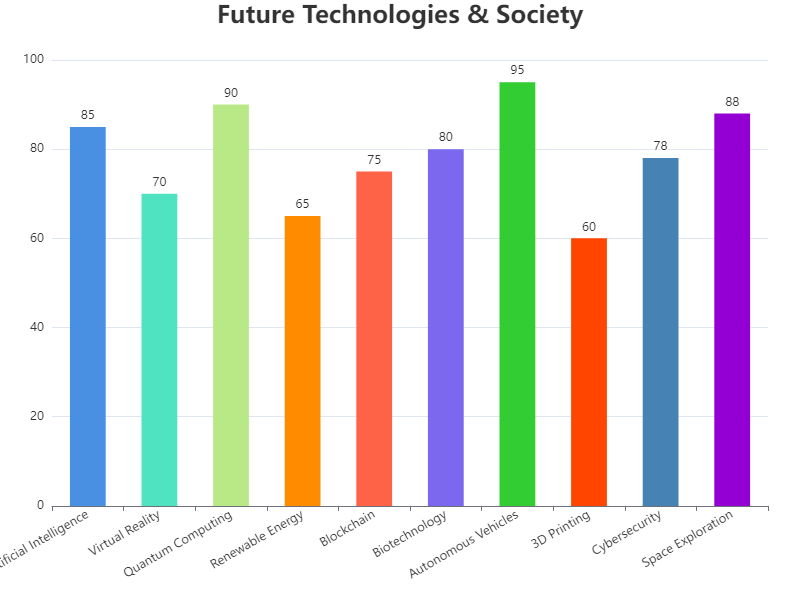 Future Technologies & Society
100
80
60
40
20
0
85
70
90
65
75
80
95
60
78
88
Intelligence
Virtual Reality
Quantum Computing
Renewable Energy
Blockchain
Biotechnology
Autonomous Vehicles
3D Printing
Cybersecurity
Space Exploration